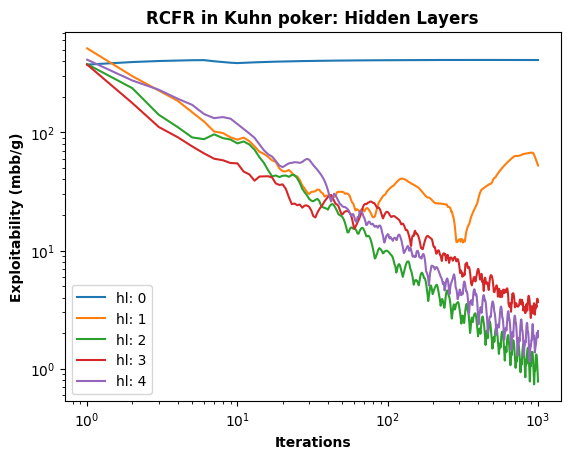 RCFR in Kuhn poker: Hidden Layers
Exploitability (mbb/g)
10²
10¹
10⁰
hl: 0
hl: 1
hl: 2
hl: 3
hl: 4
10⁰ 10¹ 10² 10³
Iterations